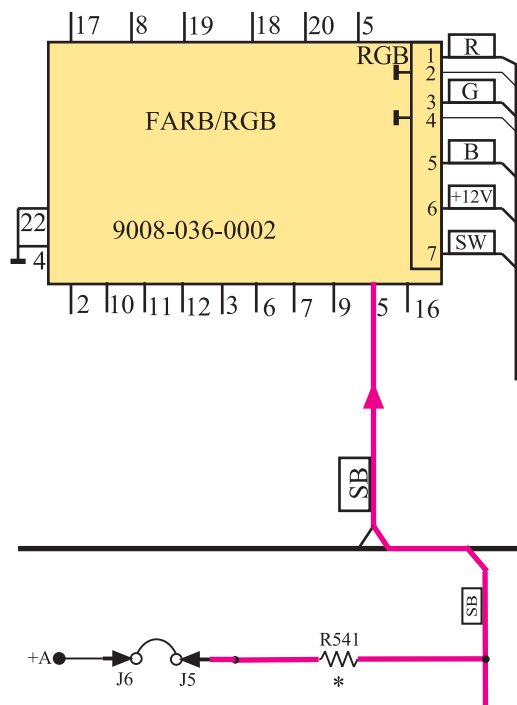 17 8 19 18 20 5
RGB 1 R
2
FARB/RGB 3 G
4
5 B
22 6 +12V
9008-036-0002
4 7 SW
2 10 11 12 3 6 7 9 5 16
SB
SB
+A J6 J5 R541
*